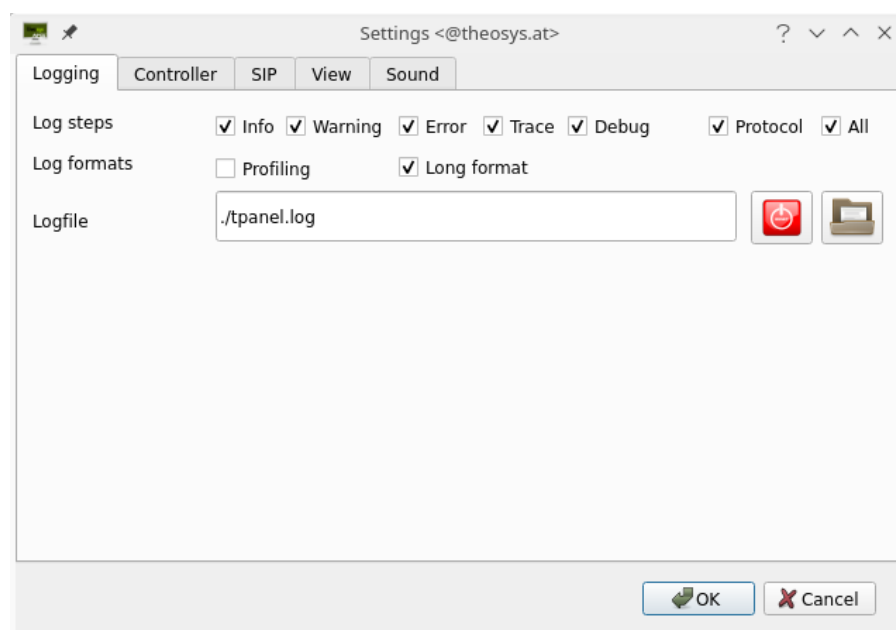 Settings <@theosys.at>
Logging Controller SIP View Sound
Log steps Info Warning Error Trace Debug Protocol All
Log formats Profiling Long format
Logfile ./tpanel.log
OK Cancel